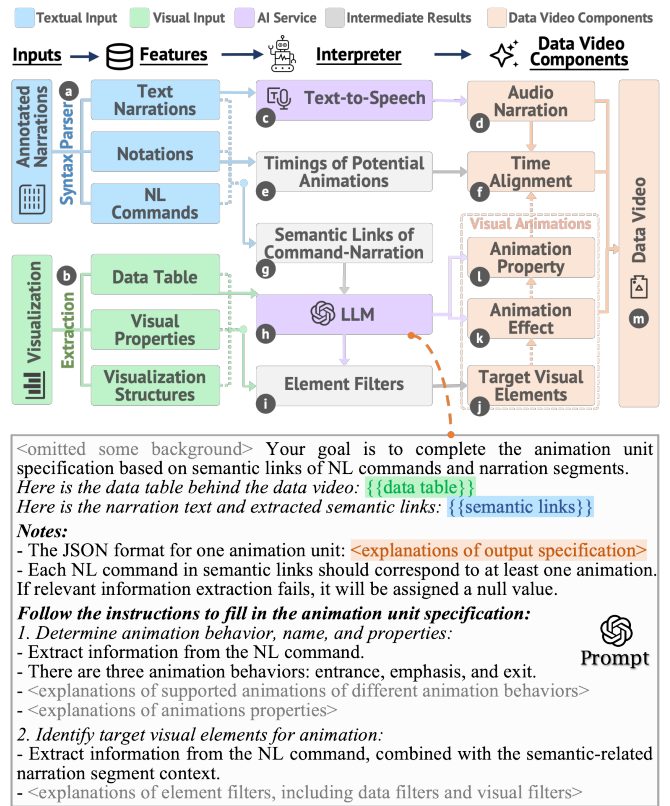 Textual Input Visual Input AI Service Intermediate Results Data Video Components
Inputs Features Interpreter Data Video
Components
Annotated
Narrations
a
Syntax Parser
Text
Narrations
Notations
NL
Commands
c
Text-to-Speech
d
Audio
Narration
e
Timings of Potential
Animations
f
Time
Alignment
g
Semantic Links of
Command-Narration
Visual Animations
l
Animation
Property
Visualization
b
Extraction
Data Table
Visual
Properties
Visualization
Structures
h
LLM
k
Animation
Effect
i
Element Filters
j
Target Visual
Elements
Data Video
m
<omitted some background> Your goal is to complete the animation unit
specification based on semantic links of NL commands and narration segments.
Here is the data table behind the data video: {{data table}}
Here is the narration text and extracted semantic links: {{semantic links}}
Notes:
- The JSON format for one animation unit: <explanations of output specification>
- Each NL command in semantic links should correspond to at least one animation.
If relevant information extraction fails, it will be assigned a null value.
Follow the instructions to fill in the animation unit specification:
1. Determine animation behavior, name, and properties:
- Extract information from the NL command.
- There are three animation behaviors: entrance, emphasis, and exit.
- <explanations of supported animations of different animation behaviors>
- <explanations of animations properties>
Prompt
2. Identify target visual elements for animation:
- Extract information from the NL command, combined with the semantic-related
narration segment context.
- <explanations of element filters, including data filters and visual filters>